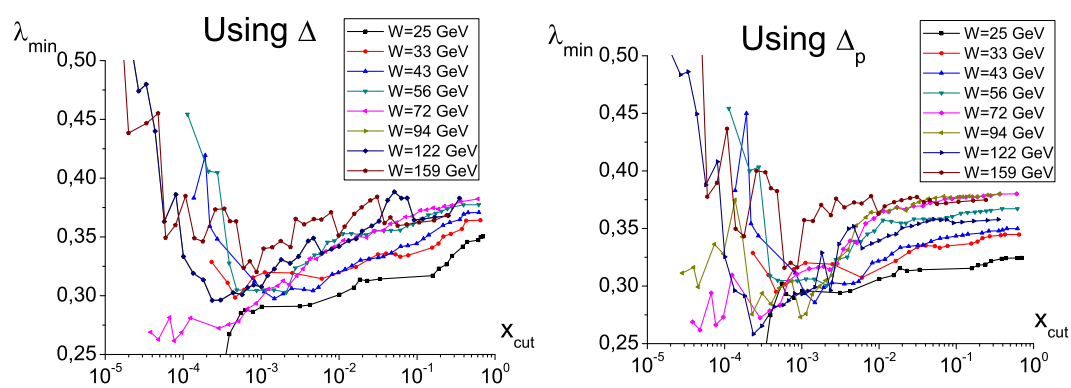 Using Δ
λmin
W=25 GeV
W=33 GeV
W=43 GeV
W=56 GeV
W=72 GeV
W=94 GeV
W=122 GeV
W=159 GeV
0,50
0,45
0,40
0,35
0,30
0,25
xcut
10⁻⁵ 10⁻⁴ 10⁻³ 10⁻² 10⁻¹ 10⁰
Using Δp
λmin
W=25 GeV
W=33 GeV
W=43 GeV
W=56 GeV
W=72 GeV
W=94 GeV
W=122 GeV
W=159 GeV
0,50
0,45
0,40
0,35
0,30
0,25
xcut
10⁻⁵ 10⁻⁴ 10⁻³ 10⁻² 10⁻¹ 10⁰